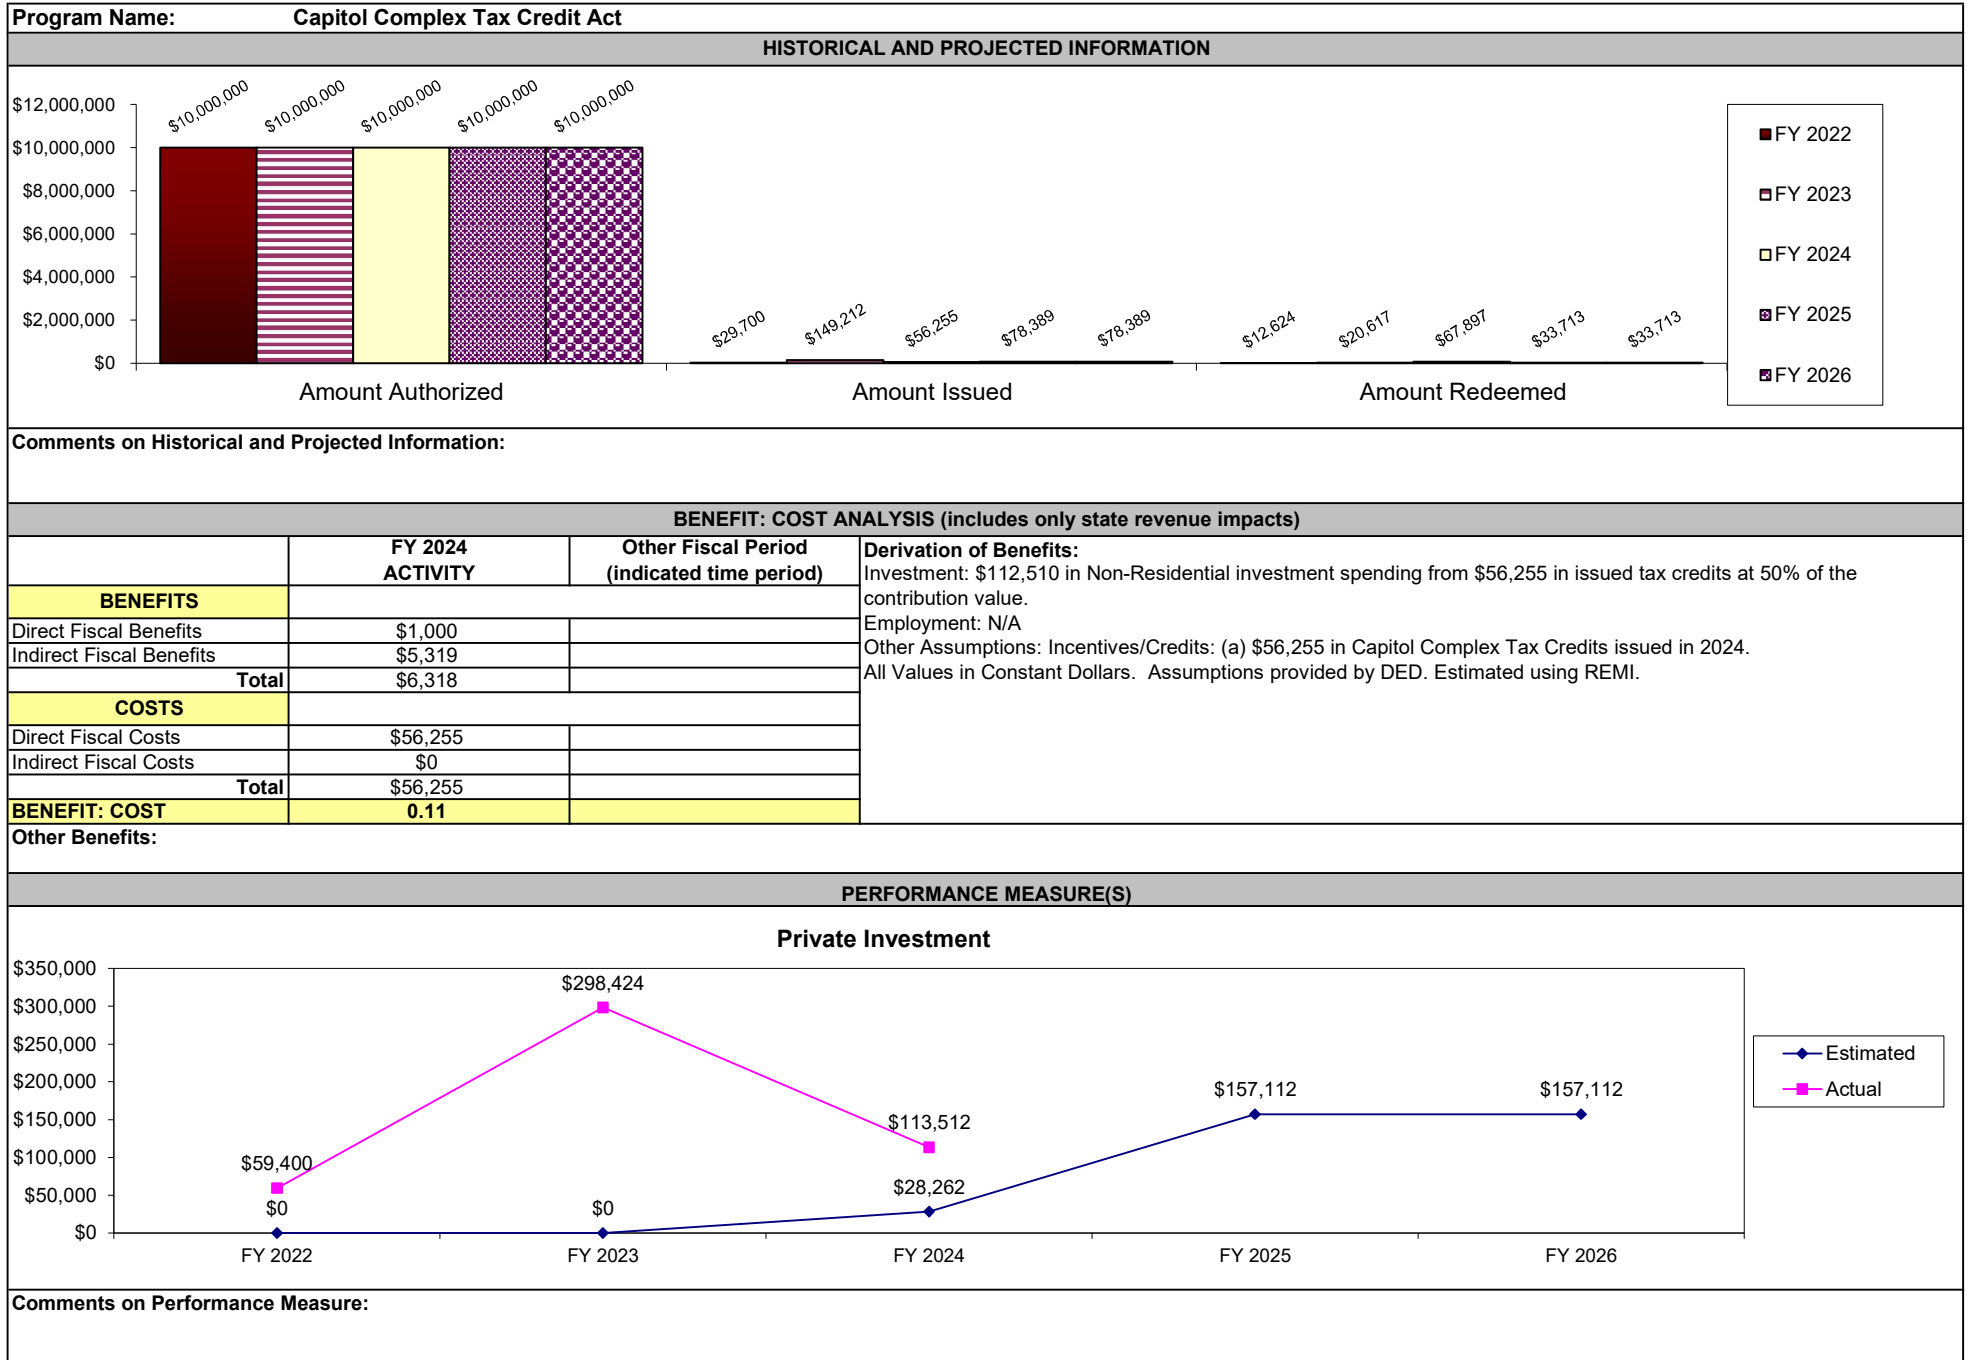 Program Name: Capitol Complex Tax Credit Act
HISTORICAL AND PROJECTED INFORMATION
$12,000,000
$10,000,000
$8,000,000
$6,000,000
$4,000,000
$2,000,000
$0
$10,000,000 $10,000,000 $10,000,000 $10,000,000 $10,000,000
$29,700 $149,212 $56,255 $78,389 $78,389
$12,624 $20,617 $67,897 $33,713 $33,713
Amount Authorized Amount Issued Amount Redeemed
FY 2022
FY 2023
FY 2024
FY 2025
FY 2026
Comments on Historical and Projected Information:
BENEFIT: COST ANALYSIS (includes only state revenue impacts)
FY 2024 ACTIVITY
Other Fiscal Period (indicated time period)
BENEFITS
Direct Fiscal Benefits $1,000
Indirect Fiscal Benefits $5,319
Total $6,318
COSTS
Direct Fiscal Costs $56,255
Indirect Fiscal Costs $0
Total $56,255
BENEFIT: COST 0.11
Derivation of Benefits:
Investment: $112,510 in Non-Residential investment spending from $56,255 in issued tax credits at 50% of the
contribution value.
Employment: N/A
Other Assumptions: Incentives/Credits: (a) $56,255 in Capitol Complex Tax Credits issued in 2024.
All Values in Constant Dollars. Assumptions provided by DED. Estimated using REMI.
Other Benefits:
PERFORMANCE MEASURE(S)
Private Investment
$350,000
$300,000
$250,000
$200,000
$150,000
$100,000
$50,000
$0
$298,424
$157,112 $157,112
$113,512
$59,400
$28,262
$0 $0
FY 2022 FY 2023 FY 2024 FY 2025 FY 2026
Estimated
Actual
Comments on Performance Measure: